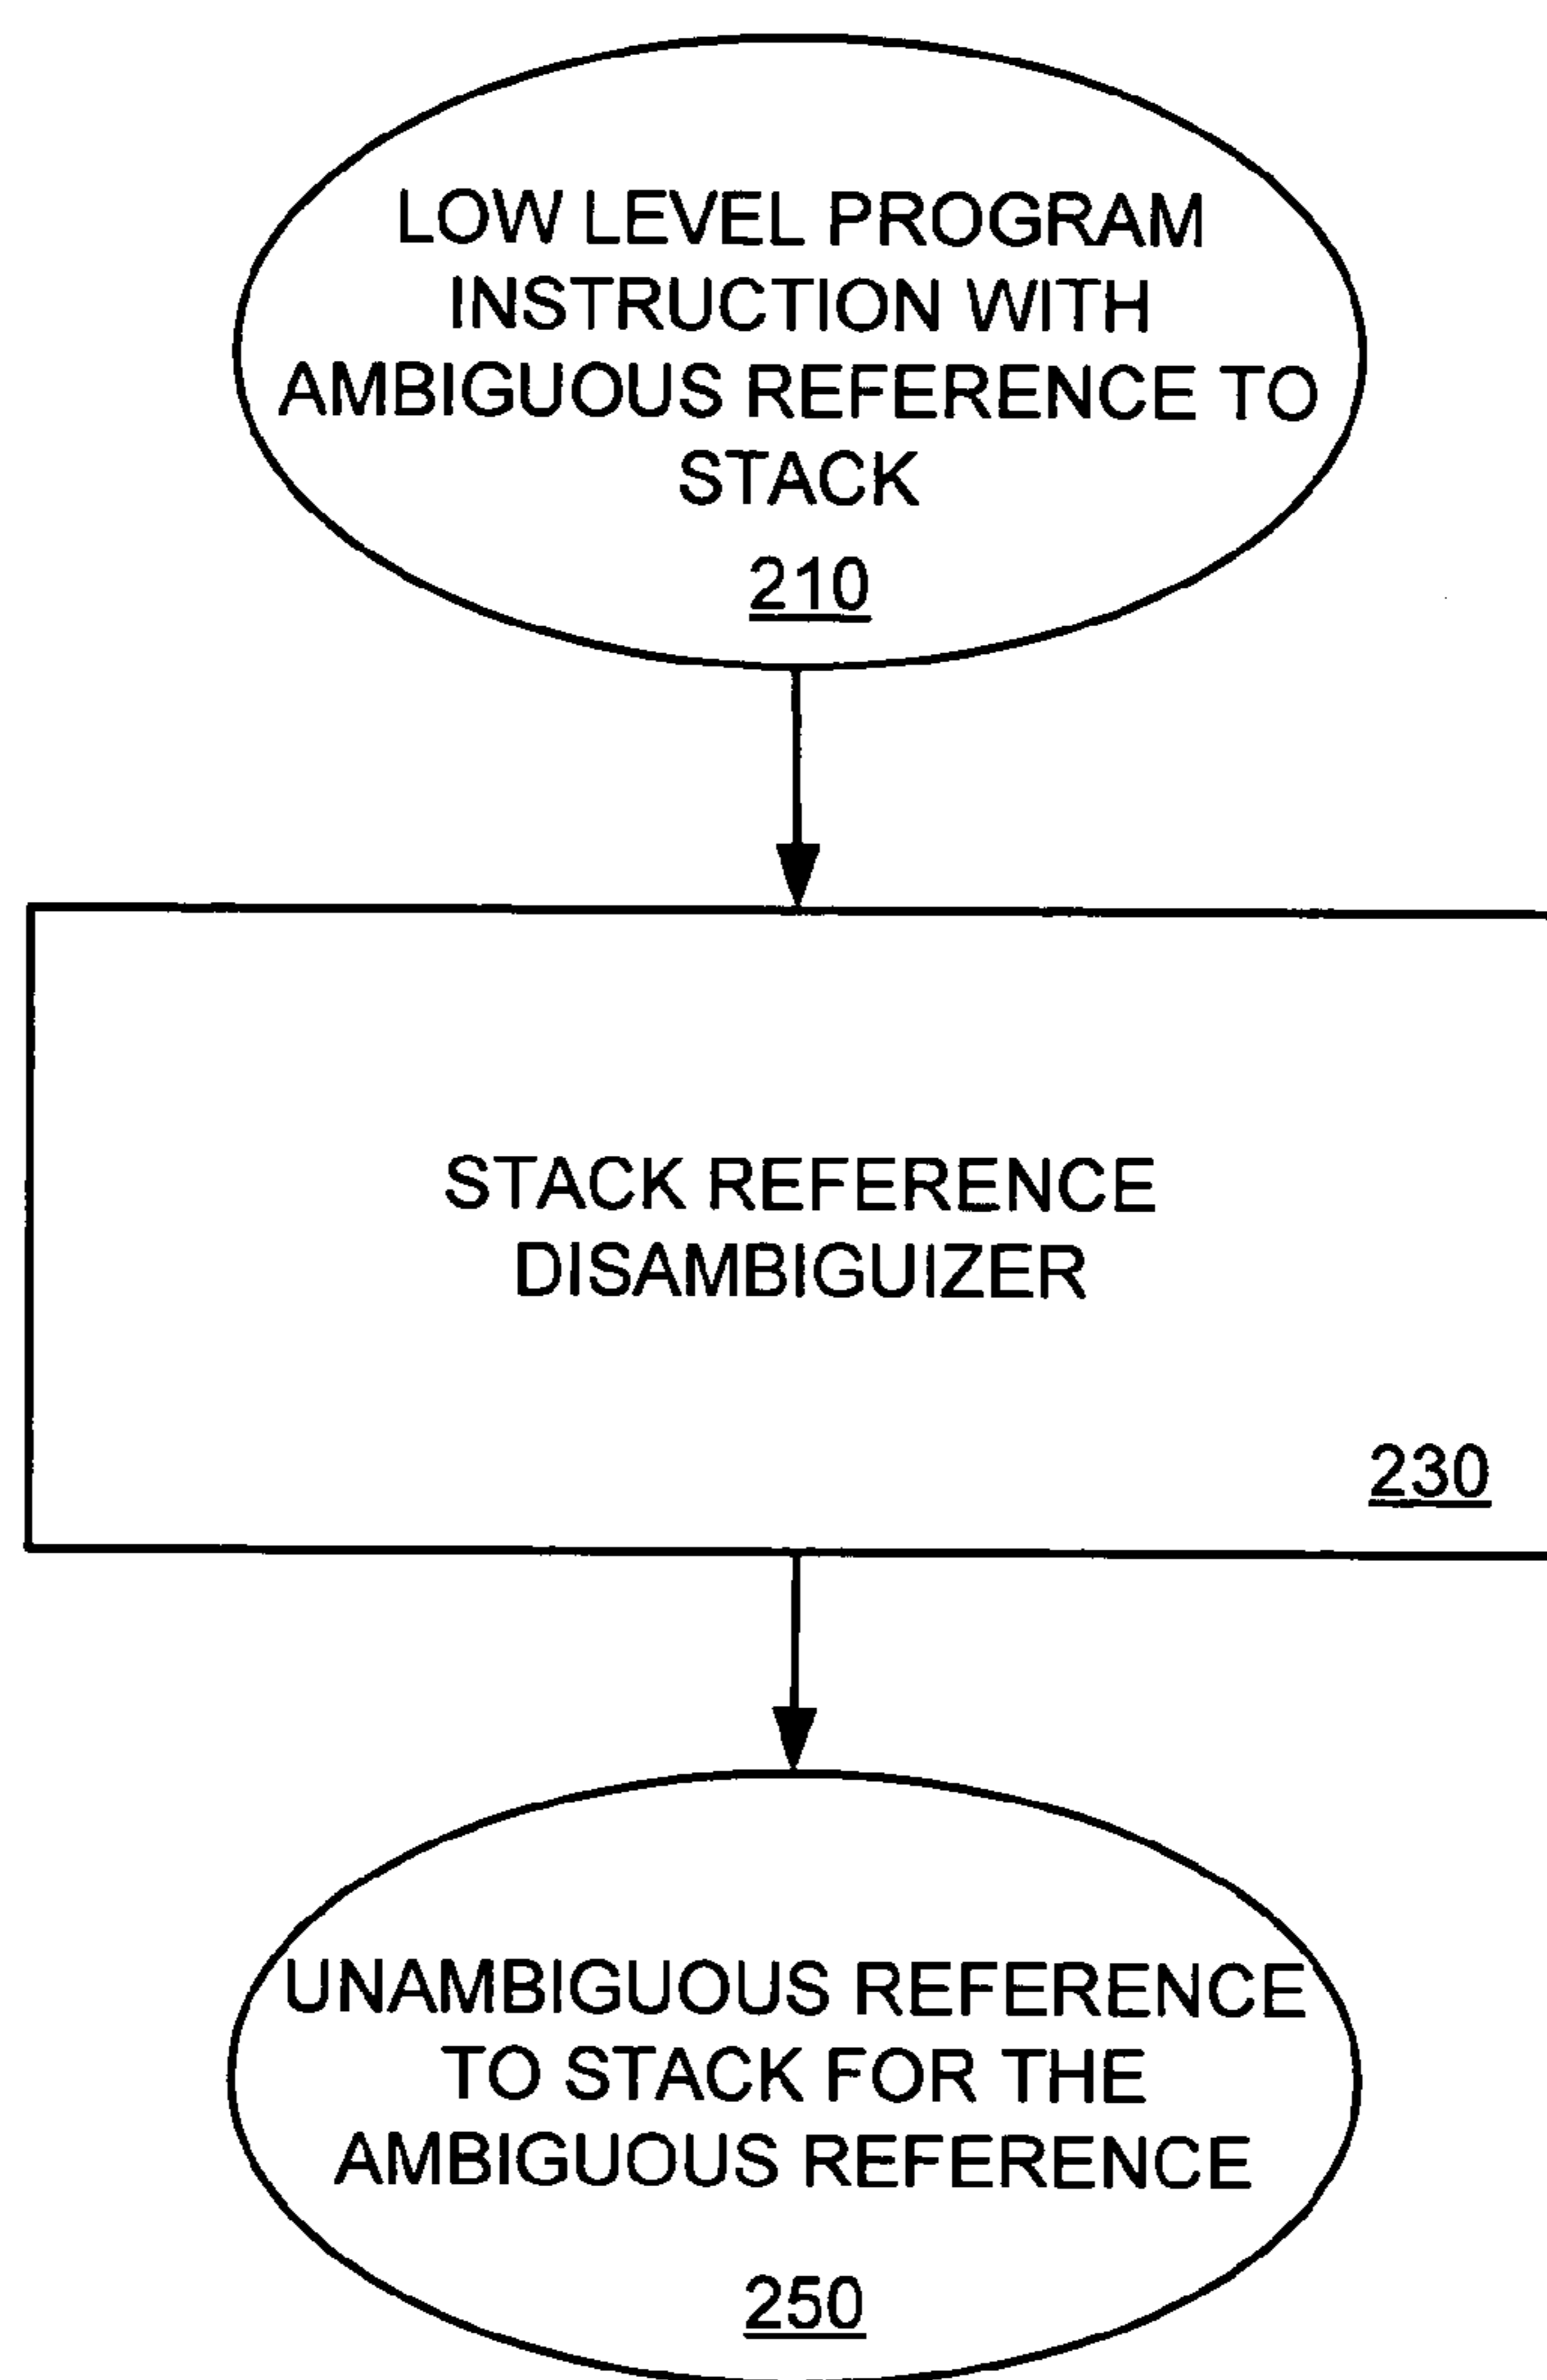 LOW LEVEL PROGRAM
INSTRUCTION WITH
AMBIGUOUS REFERENCE TO
STACK
210
STACK REFERENCE
DISAMBIGUIZER
230
UNAMBIGUOUS REFERENCE
TO STACK FOR THE
AMBIGUOUS REFERENCE
250